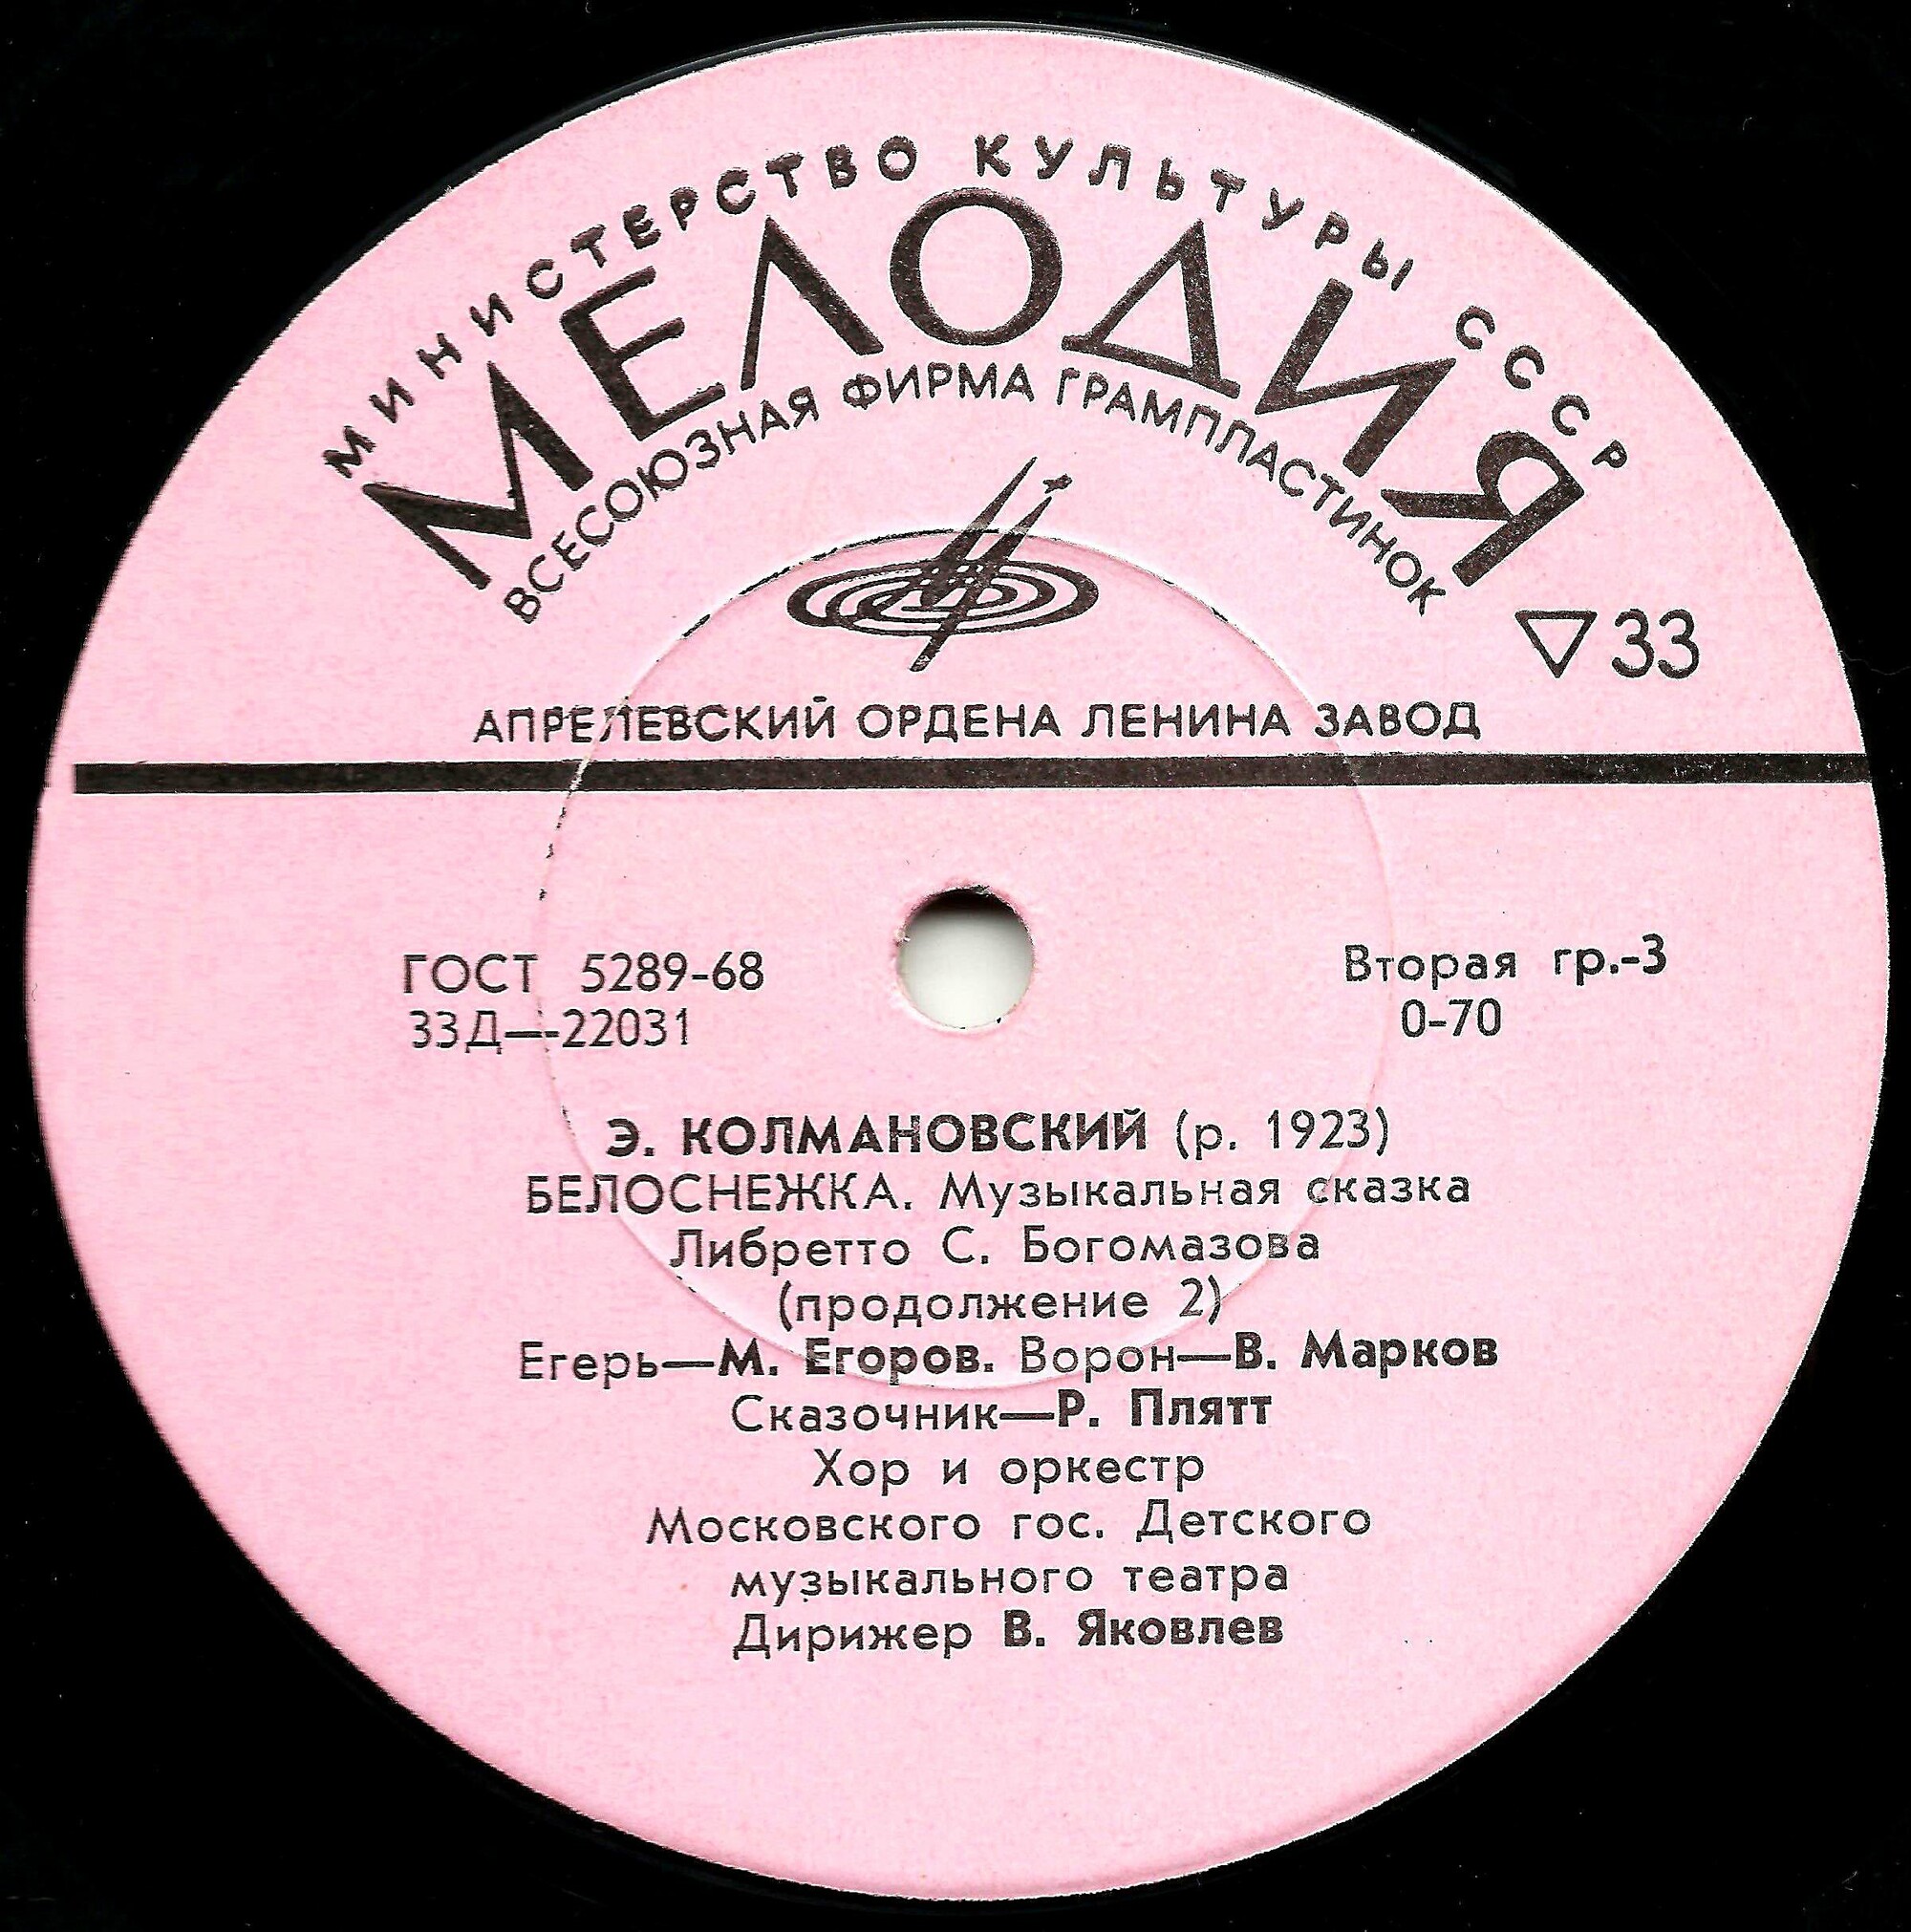 МИНИСТЕРСТВО КУЛЬТУРЫ СССР
МЕЛОДИЯ
ВСЕСОЮЗНАЯ ФИРМА ГРАМПЛАСТИНОК
▽33
АПРЕЛЕВСКИЙ ОРДЕНА ЛЕНИНА ЗАВОД
ГОСТ 5289-68
33Д—-22031
Вторая гр.-3
0-70
Э. КОЛМАНОВСКИЙ (р. 1923)
БЕЛОСНЕЖКА. Музыкальная сказка
Либретто С. Богомазова
(продолжение 2)
Егерь—М. Егоров. Ворон—В. Марков
Сказочник—Р. Плятт
Хор и оркестр
Московского гос. Детского
музыкального театра
Дирижер В. Яковлев